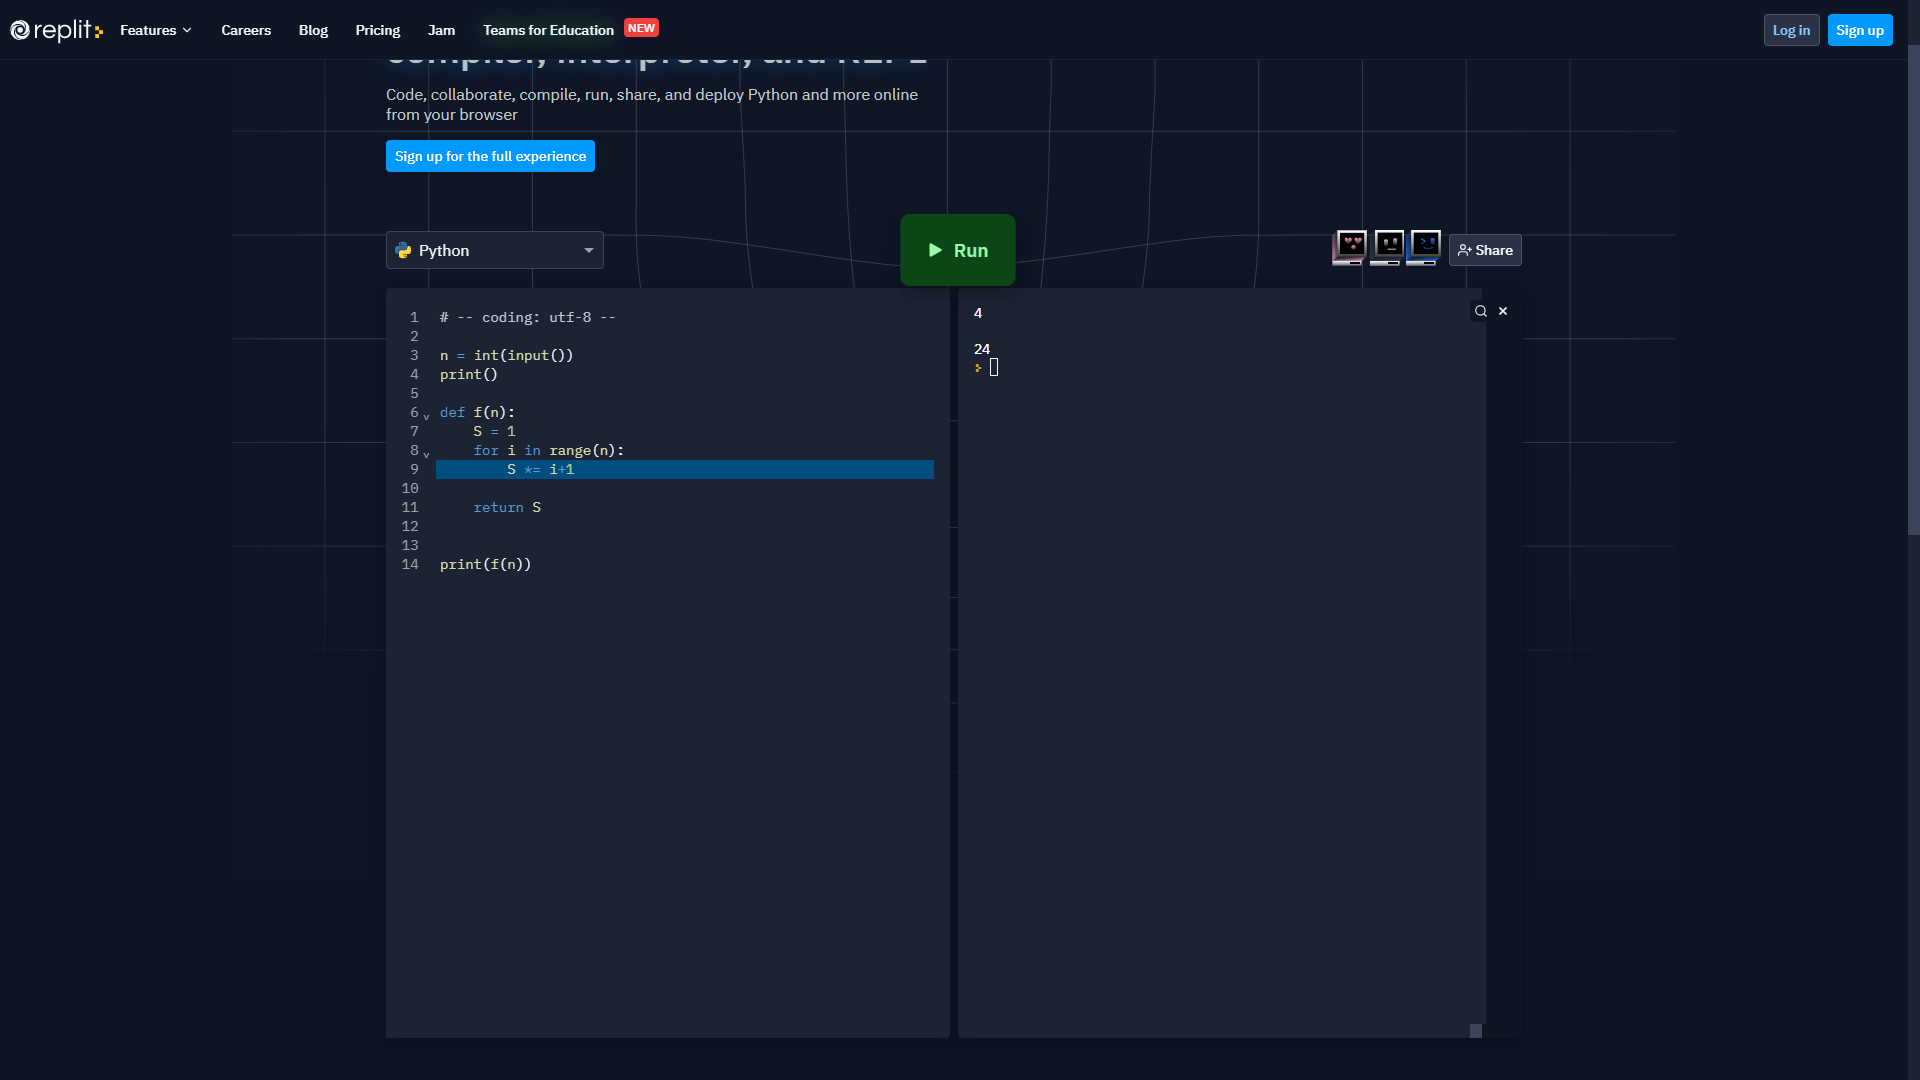 replit
Features
Careers
Blog
Pricing
Jam
Teams for Education
NEW
Log in
Sign up
Code, collaborate, compile, run, share, and deploy Python and more online
from your browser
Sign up for the full experience
Python
Run
Share
1 # -- coding: utf-8 --
2
3 n = int(input())
4 print()
5
6 def f(n):
7     S = 1
8     for i in range(n):
9         S *= i+1
10
11     return S
12
13
14 print(f(n))
4
24